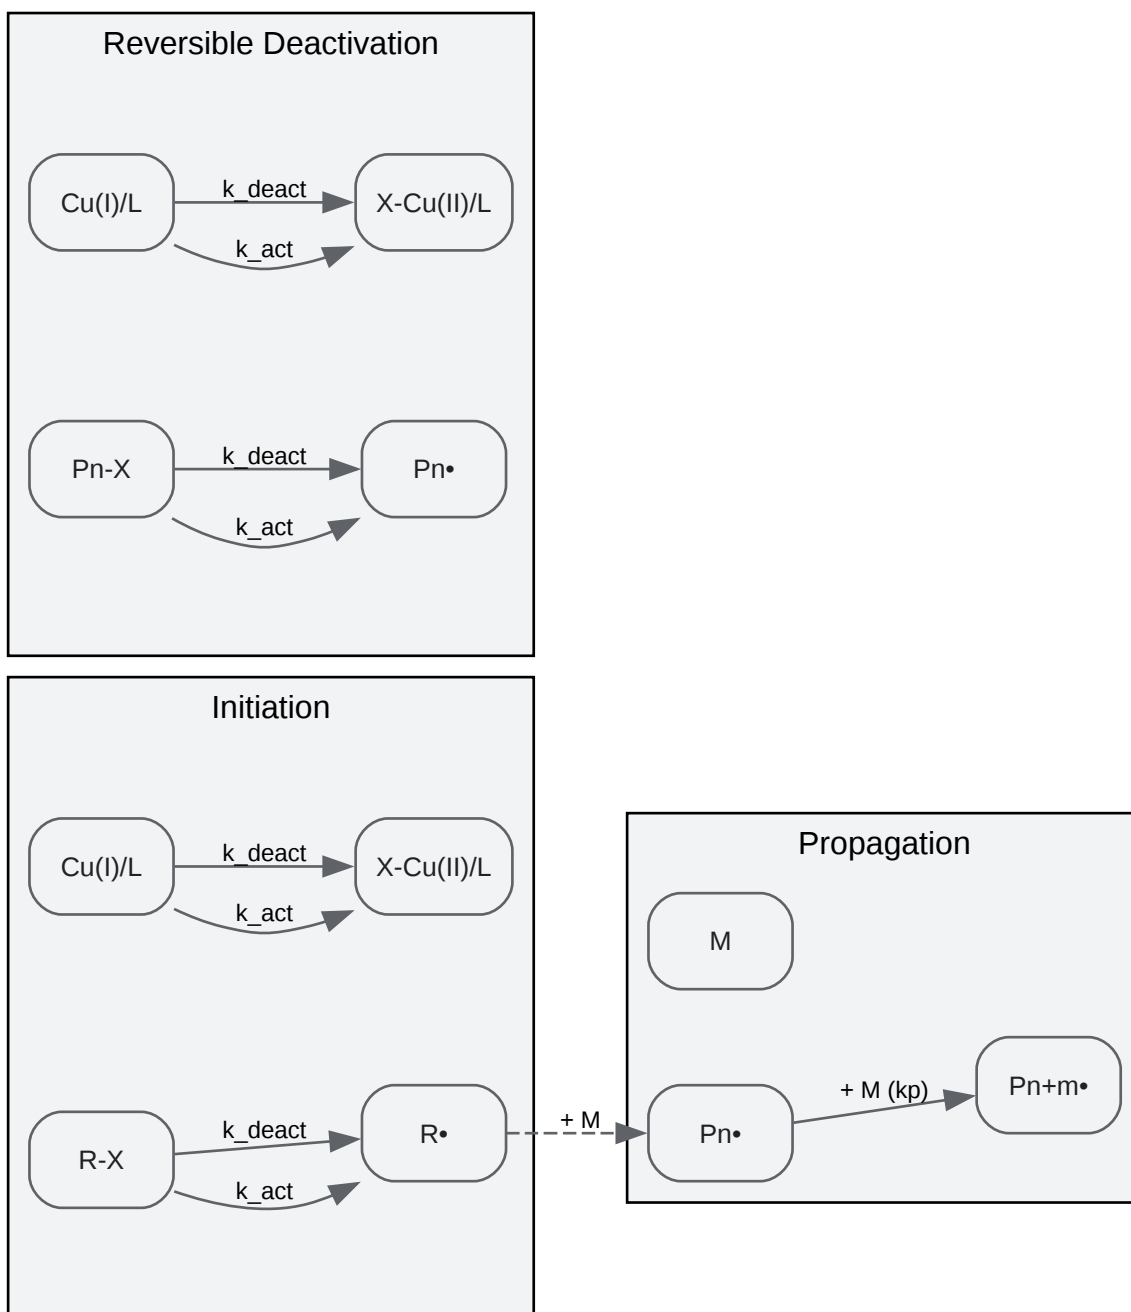 Reversible Deactivation
Cu(I)/L
k_deact
k_act
X-Cu(II)/L
Pn-X
k_deact
k_act
Pn•
Initiation
Cu(I)/L
k_deact
k_act
X-Cu(II)/L
R-X
k_deact
k_act
R•
+ M
Propagation
M
Pn•
+ M (kp)
Pn+m•